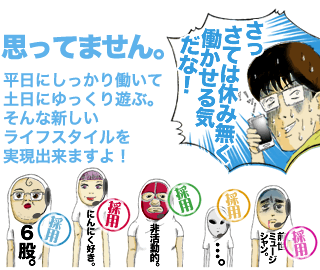 さっ
さては休み無く
働かせる気
だな！
思ってません。
平日にしっかり働いて
土日にゆっくり遊ぶ。
そんな新しい
ライフスタイルを
実現出来ますよ！
6股。
採用
にんにく好き。
採用
非活動的。
採用
…。
採用
ミュージ
シャン。
採用